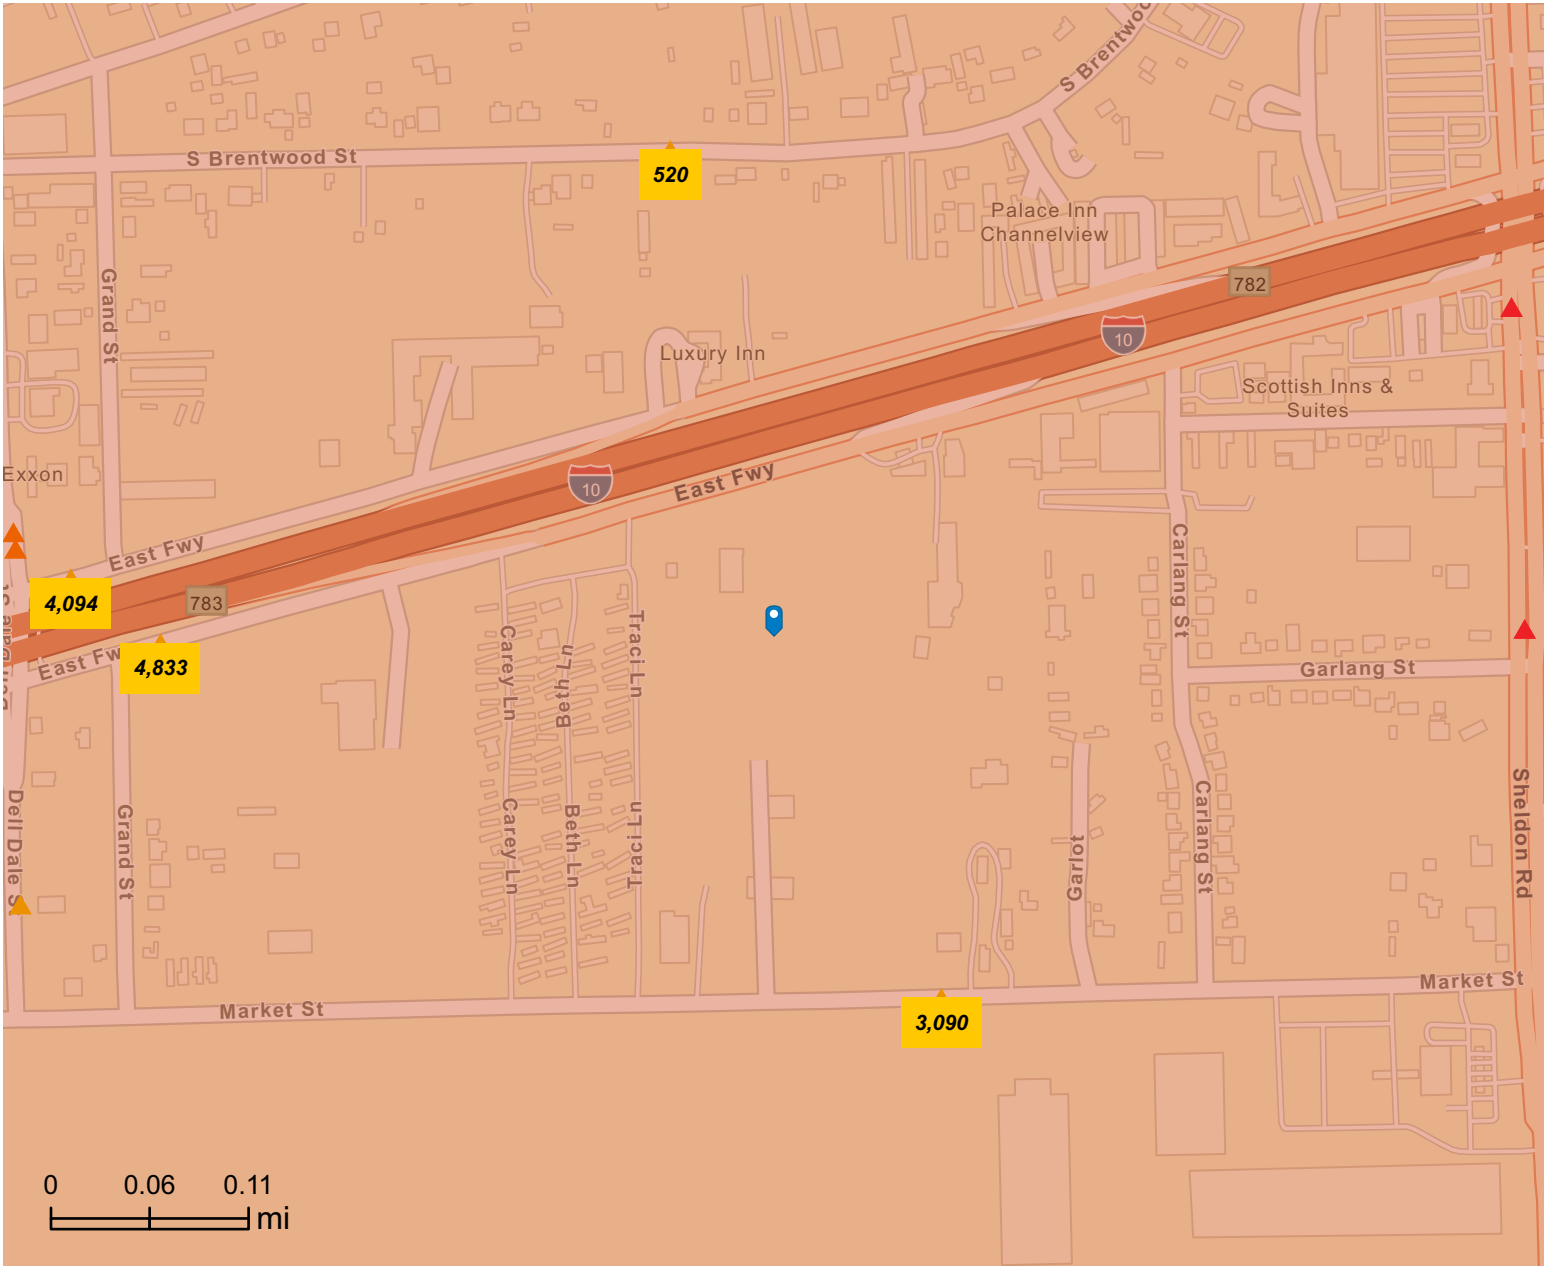 S Brentwood
S Brentwood St
520
Palace Inn
Channelview
782
Grand St
10
Luxury Inn
Scottish Inns &
Suites
Exxon
10
East Fwy
East Fwy
Carlang St
4,094
783
East Fw
4,833
Carey Ln
Beth Ln
Traci Ln
Garlang St
Dell Dale S
Grand St
Carey Ln
Beth Ln
Traci Ln
Garlot
Carlang St
Sheldon Rd
Market St
Market St
3,090
0 0.06 0.11
mi